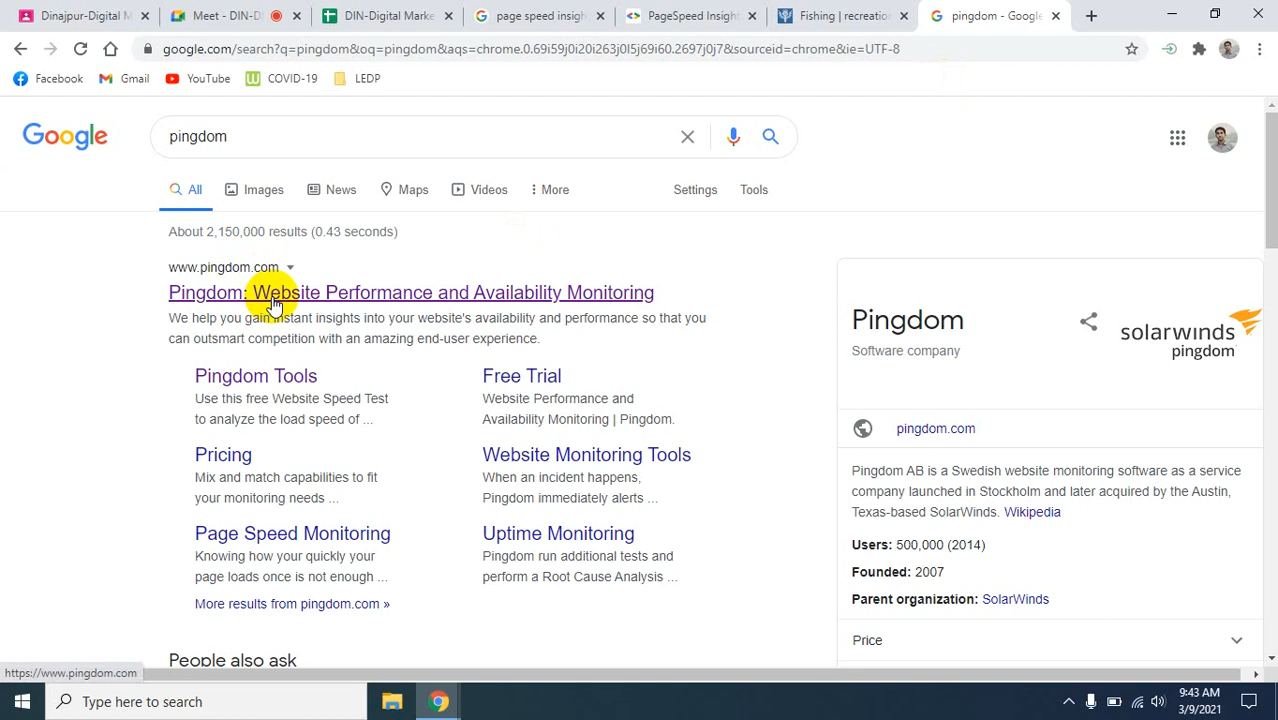 Dinajpur-Digital M
Meet - DIN-D
DIN-Digital Marke
page speed insigh
PageSpeed Insight
Fishing | recreation
pingdom - Google
google.com/search?q=pingdom&oq=pingdom&aqs=chrome.0.69i59j0i20i263j0l5j69i60.2697j0j7&sourceid=chrome&ie=UTF-8
Facebook
Gmail
YouTube
COVID-19
LEDP
Google
pingdom
All
Images
News
Maps
Videos
More
Settings
Tools
About 2,150,000 results (0.43 seconds)
www.pingdom.com
Pingdom: Website Performance and Availability Monitoring
We help you gain instant insights into your website's availability and performance so that you
can outsmart competition with an amazing end-user experience.
Pingdom Tools
Use this free Website Speed Test
to analyze the load speed of ...
Free Trial
Website Performance and
Availability Monitoring | Pingdom.
Pricing
Mix and match capabilities to fit
your monitoring needs ...
Website Monitoring Tools
When an incident happens,
Pingdom immediately alerts ...
Page Speed Monitoring
Knowing how your quickly your
page loads once is not enough ...
Uptime Monitoring
Pingdom run additional tests and
perform a Root Cause Analysis ...
More results from pingdom.com »
People also ask
Pingdom
Software company
solarwinds
pingdom
pingdom.com
Pingdom AB is a Swedish website monitoring software as a service
company launched in Stockholm and later acquired by the Austin,
Texas-based SolarWinds. Wikipedia
Users: 500,000 (2014)
Founded: 2007
Parent organization: SolarWinds
Price
https://www.pingdom.com
Type here to search
9:43 AM
3/9/2021